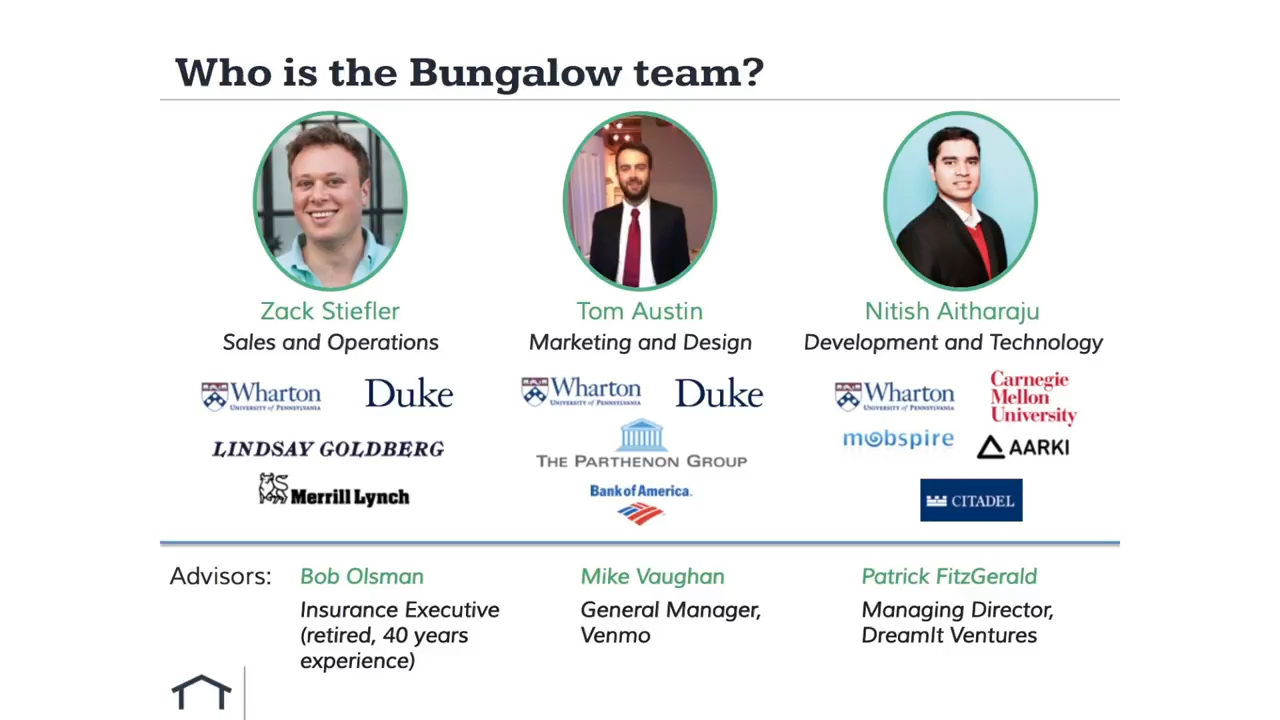 Who is the Bungalow team?
Zack Stiefler
Sales and Operations
Wharton
UNIVERSITY of PENNSYLVANIA
Duke
LINDSAY GOLDBERG
Merrill Lynch
Tom Austin
Marketing and Design
Wharton
UNIVERSITY of PENNSYLVANIA
Duke
THE PARTHENON GROUP
Bank of America.
Nitish Aitharaju
Development and Technology
Wharton
UNIVERSITY of PENNSYLVANIA
Carnegie
Mellon
University
mobspire
AARKI
CITADEL
Advisors:
Bob Olsman
Insurance Executive
(retired, 40 years
experience)
Mike Vaughan
General Manager,
Venmo
Patrick FitzGerald
Managing Director,
DreamIt Ventures